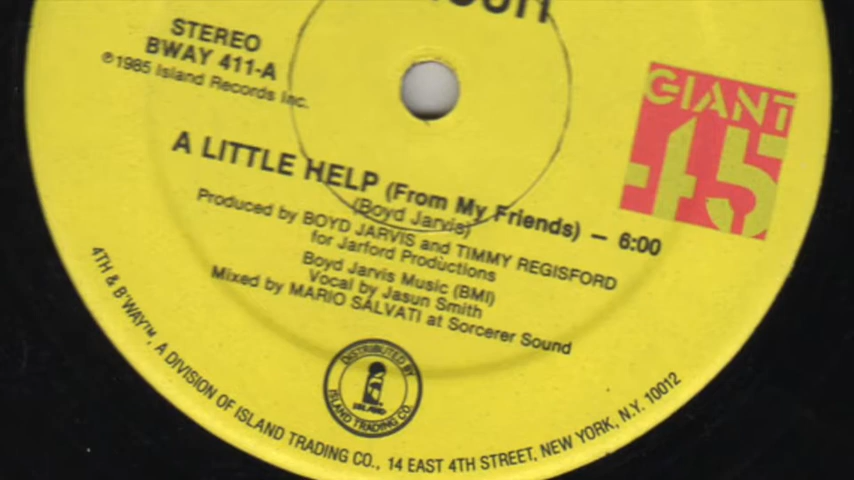 STEREO
BWAY 411-A
℗1985 Island Records Inc.
GIANT
45
A LITTLE HELP (From My Friends) — 6:00
(Boyd Jarvis)
Produced by BOYD JARVIS and TIMMY REGISFORD
for Jarford Productions
Boyd Jarvis Music (BMI)
Vocal by Jasun Smith
Mixed by MARIO SALVATI at Sorcerer Sound
DISTRIBUTED BY
ISLAND
ISLAND TRADING CO
4TH & B'WAY™, A DIVISION OF ISLAND TRADING CO., 14 EAST 4TH STREET, NEW YORK, N.Y. 10012